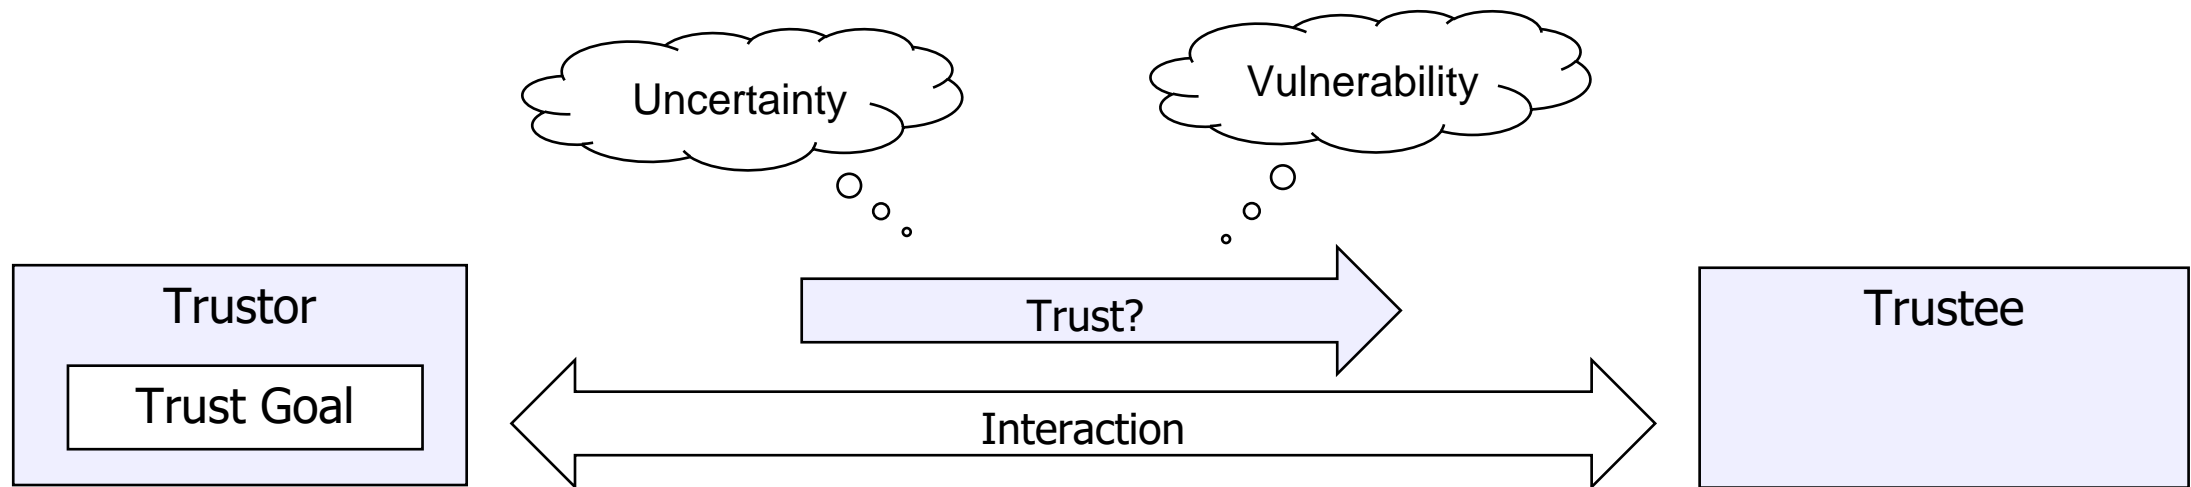 Uncertainty
Vulnerability
Trustor
Trust Goal
Trust?
Interaction
Trustee